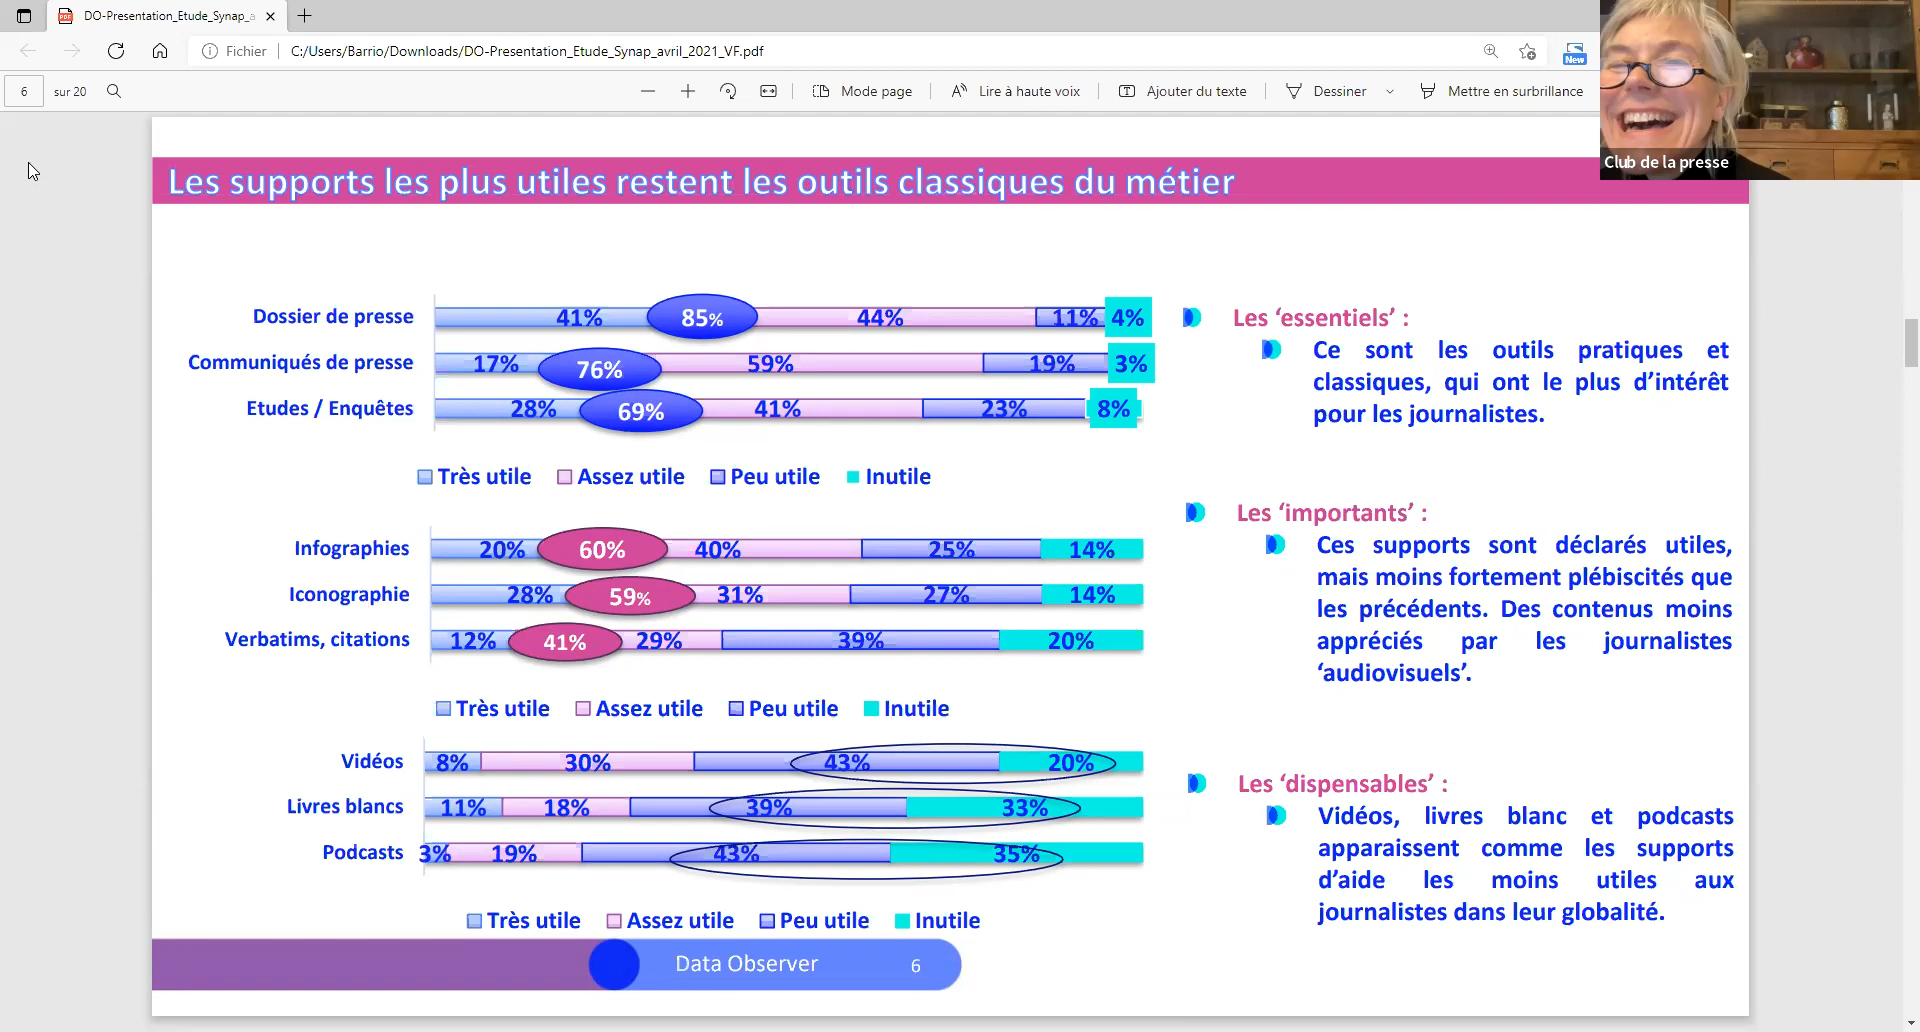 DO-Presentation_Etude_Synap_a
Fichier
C:/Users/Barrio/Downloads/DO-Presentation_Etude_Synap_avril_2021_VF.pdf
New
6 sur 20
Mode page
Lire à haute voix
Ajouter du texte
Dessiner
Mettre en surbrillance
Club de la presse
Les supports les plus utiles restent les outils classiques du métier
Dossier de presse 41% 85% 44% 11% 4%
Communiqués de presse 17% 76% 59% 19% 3%
Etudes / Enquêtes 28% 69% 41% 23% 8%
Très utile Assez utile Peu utile Inutile
Infographies 20% 60% 40% 25% 14%
Iconographie 28% 59% 31% 27% 14%
Verbatims, citations 12% 41% 29% 39% 20%
Très utile Assez utile Peu utile Inutile
Vidéos 8% 30% 43% 20%
Livres blancs 11% 18% 39% 33%
Podcasts 3% 19% 43% 35%
Très utile Assez utile Peu utile Inutile
Les ‘essentiels’ :
Ce sont les outils pratiques et
classiques, qui ont le plus d’intérêt
pour les journalistes.
Les ‘importants’ :
Ces supports sont déclarés utiles,
mais moins fortement plébiscités que
les précédents. Des contenus moins
appréciés par les journalistes
‘audiovisuels’.
Les ‘dispensables’ :
Vidéos, livres blanc et podcasts
apparaissent comme les supports
d’aide les moins utiles aux
journalistes dans leur globalité.
Data Observer 6